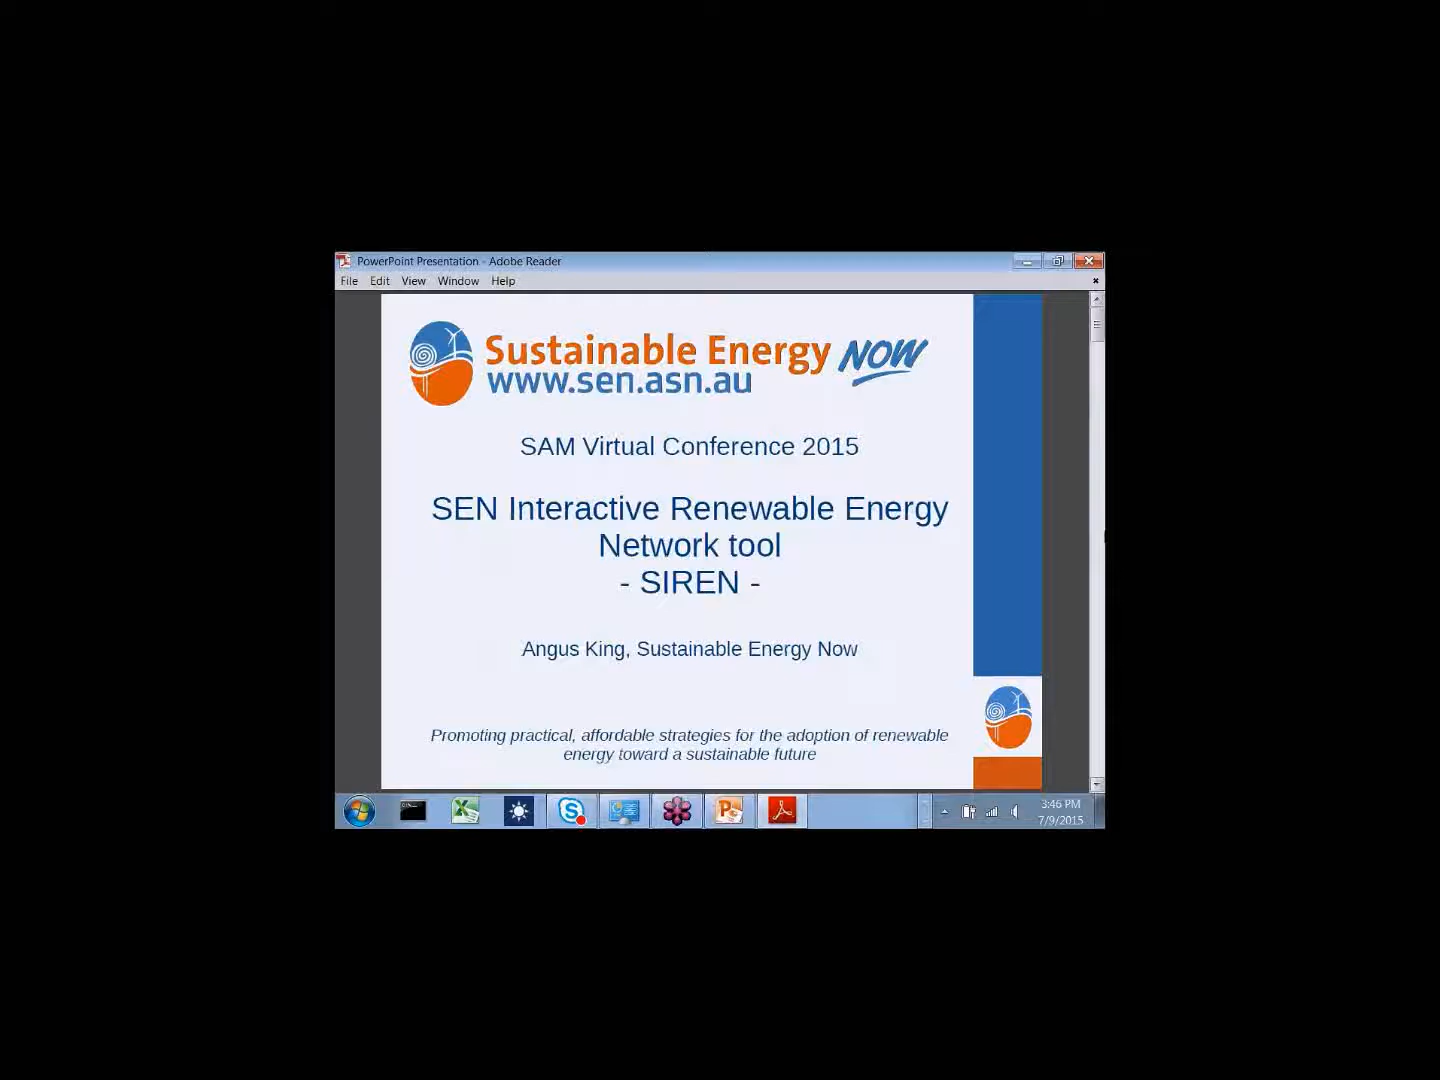 PowerPoint Presentation - Adobe Reader
File Edit View Window Help
Sustainable Energy NOW
www.sen.asn.au
SAM Virtual Conference 2015
SEN Interactive Renewable Energy
Network tool
- SIREN -
Angus King, Sustainable Energy Now
Promoting practical, affordable strategies for the adoption of renewable
energy toward a sustainable future
3:46 PM
7/9/2015